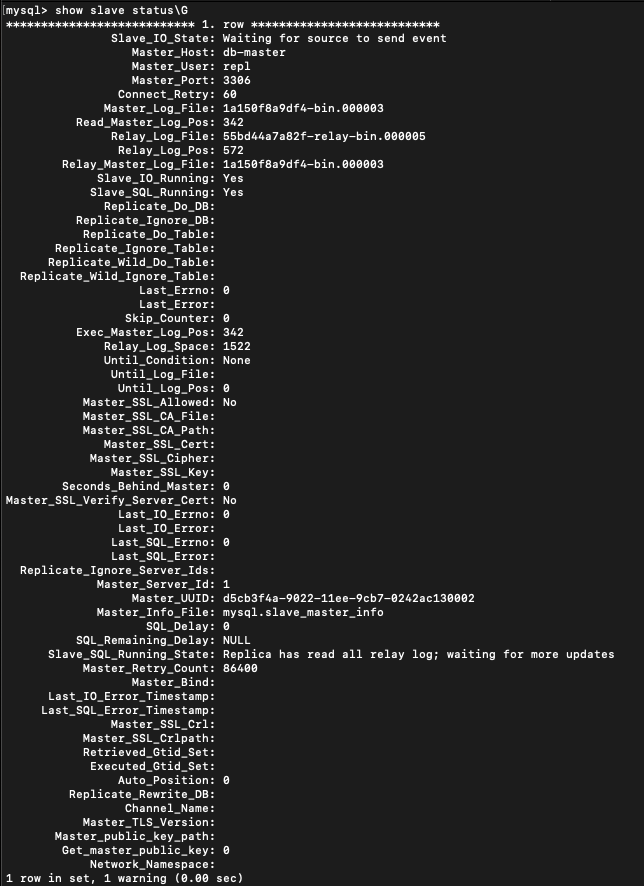 [mysql> show slave status\G
*************************** 1. row ***************************
Slave_IO_State: Waiting for source to send event
Master_Host: db-master
Master_User: repl
Master_Port: 3306
Connect_Retry: 60
Master_Log_File: 1a150f8a9df4-bin.000003
Read_Master_Log_Pos: 342
Relay_Log_File: 55bd44a7a82f-relay-bin.000005
Relay_Log_Pos: 572
Relay_Master_Log_File: 1a150f8a9df4-bin.000003
Slave_IO_Running: Yes
Slave_SQL_Running: Yes
Replicate_Do_DB:
Replicate_Ignore_DB:
Replicate_Do_Table:
Replicate_Ignore_Table:
Replicate_Wild_Do_Table:
Replicate_Wild_Ignore_Table:
Last_Errno: 0
Last_Error:
Skip_Counter: 0
Exec_Master_Log_Pos: 342
Relay_Log_Space: 1522
Until_Condition: None
Until_Log_File:
Until_Log_Pos: 0
Master_SSL_Allowed: No
Master_SSL_CA_File:
Master_SSL_CA_Path:
Master_SSL_Cert:
Master_SSL_Cipher:
Master_SSL_Key:
Seconds_Behind_Master: 0
Master_SSL_Verify_Server_Cert: No
Last_IO_Errno: 0
Last_IO_Error:
Last_SQL_Errno: 0
Last_SQL_Error:
Replicate_Ignore_Server_Ids:
Master_Server_Id: 1
Master_UUID: d5cb3f4a-9022-11ee-9cb7-0242ac130002
Master_Info_File: mysql.slave_master_info
SQL_Delay: 0
SQL_Remaining_Delay: NULL
Slave_SQL_Running_State: Replica has read all relay log; waiting for more updates
Master_Retry_Count: 86400
Master_Bind:
Last_IO_Error_Timestamp:
Last_SQL_Error_Timestamp:
Master_SSL_Crl:
Master_SSL_Crlpath:
Retrieved_Gtid_Set:
Executed_Gtid_Set:
Auto_Position: 0
Replicate_Rewrite_DB:
Channel_Name:
Master_TLS_Version:
Master_public_key_path:
Get_master_public_key: 0
Network_Namespace:
1 row in set, 1 warning (0.00 sec)